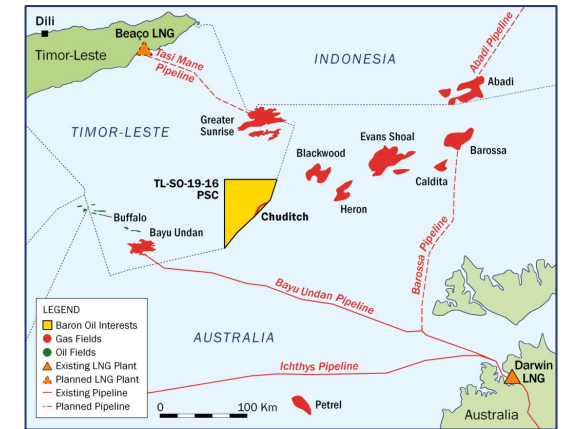 Dili
Beaço LNG
Timor-Leste
Tasi Mane
Pipeline
INDONESIA
Abadi Pipeline
Abadi
TIMOR-LESTE
Greater
Sunrise
Blackwood
Evans Shoal
Barossa
Caldita
Heron
TL-SO-19-16
PSC
Chuditch
Buffalo
Bayu Undan
Bayu Undan Pipeline
Barossa Pipeline
AUSTRALIA
Ichthys Pipeline
Darwin
LNG
Petrel
Australia
LEGEND
Baron Oil Interests
Gas Fields
Oil Fields
Existing LNG Plant
Planned LNG Plant
Existing Pipeline
Planned Pipeline
0 100 Km